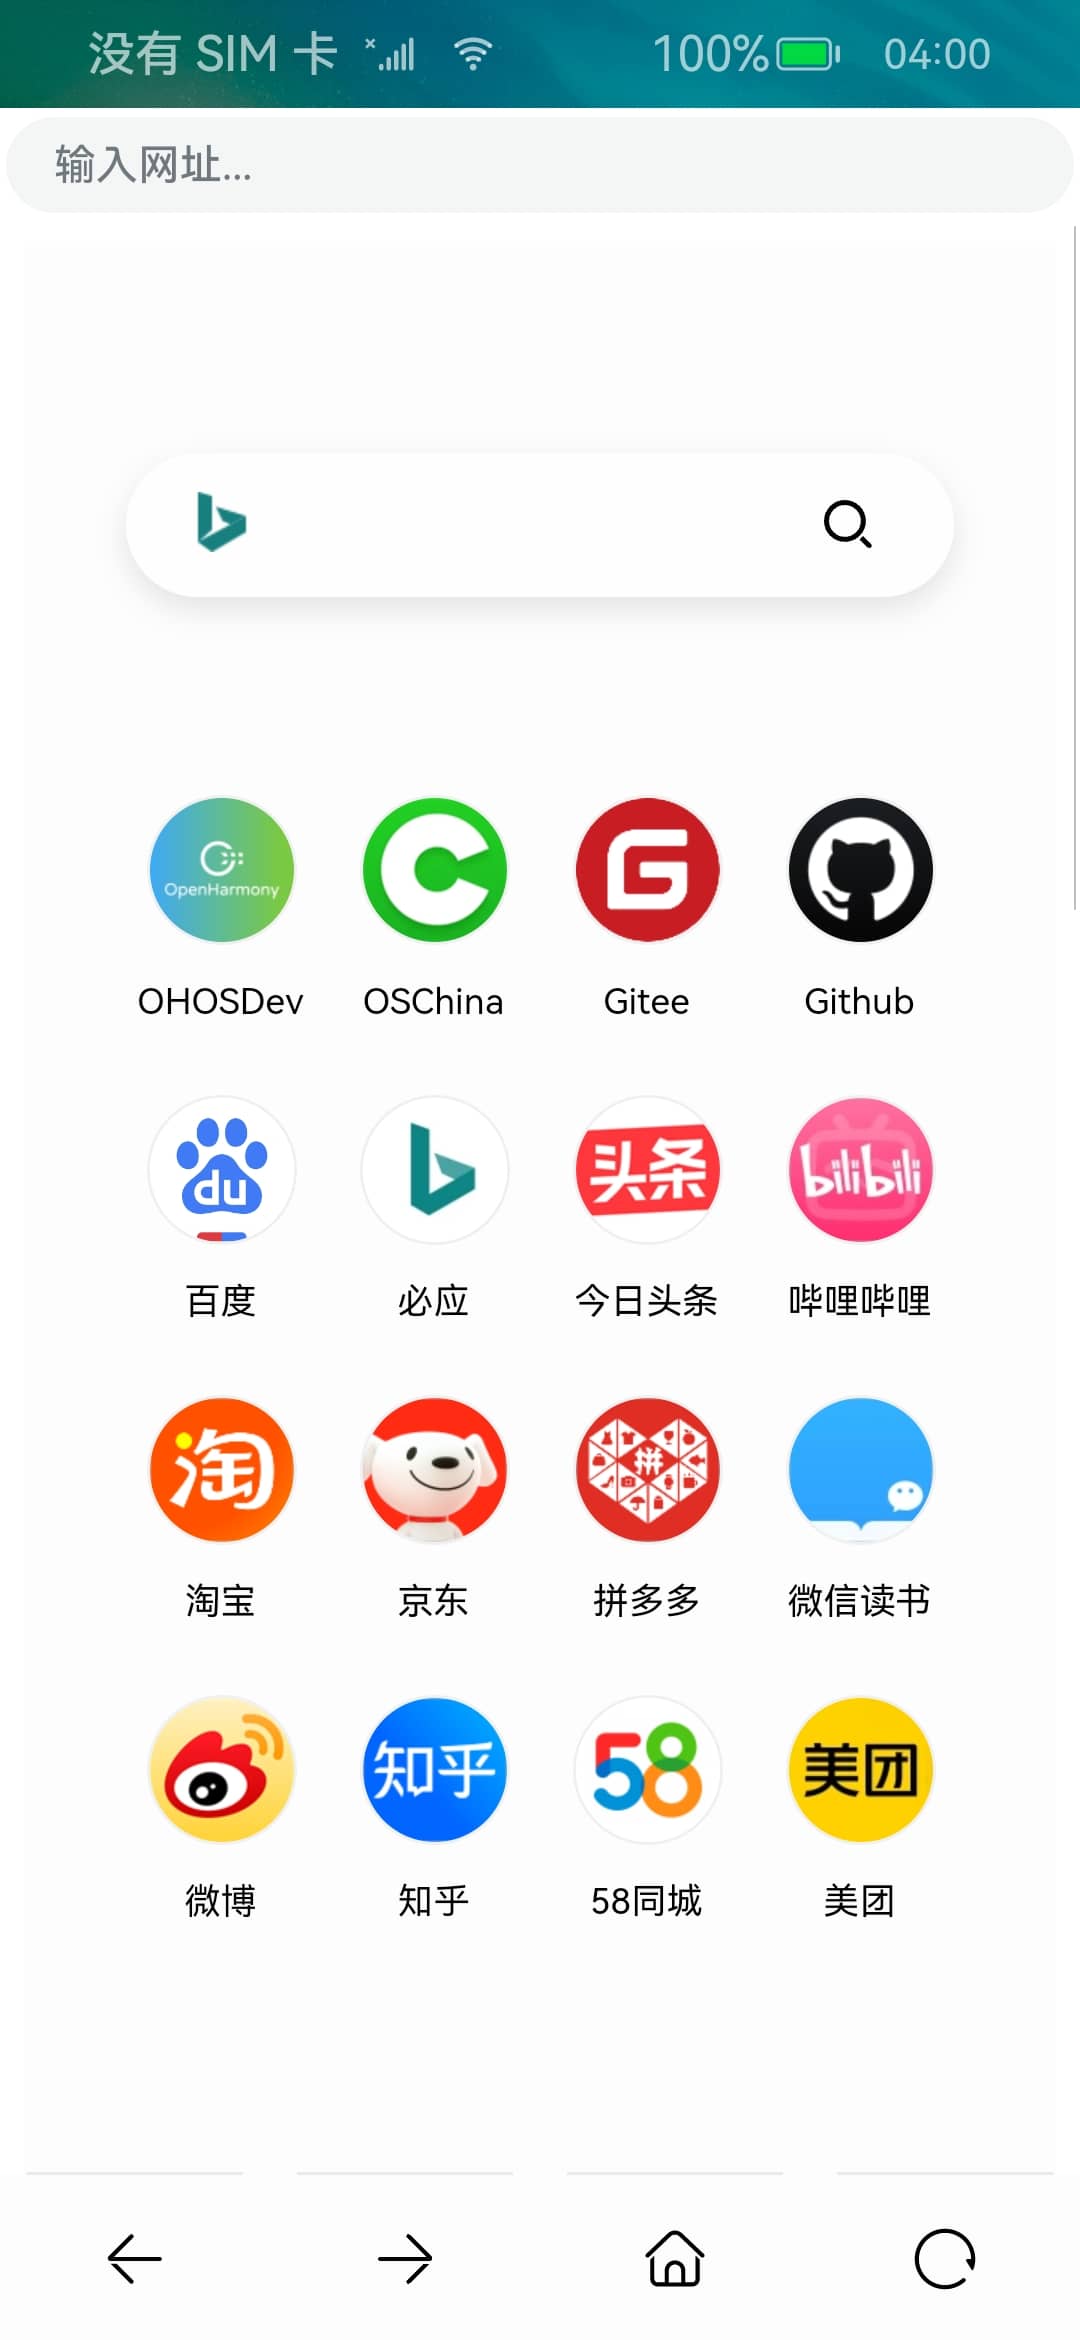 没有 SIM 卡 100% 04:00
输入网址...
OpenHarmony
OHOSDev OSChina Gitee Github
du 头条 bilibili
百度 必应 今日头条 哔哩哔哩
淘 拼
淘宝 京东 拼多多 微信读书
知乎 58 美团
微博 知乎 58同城 美团